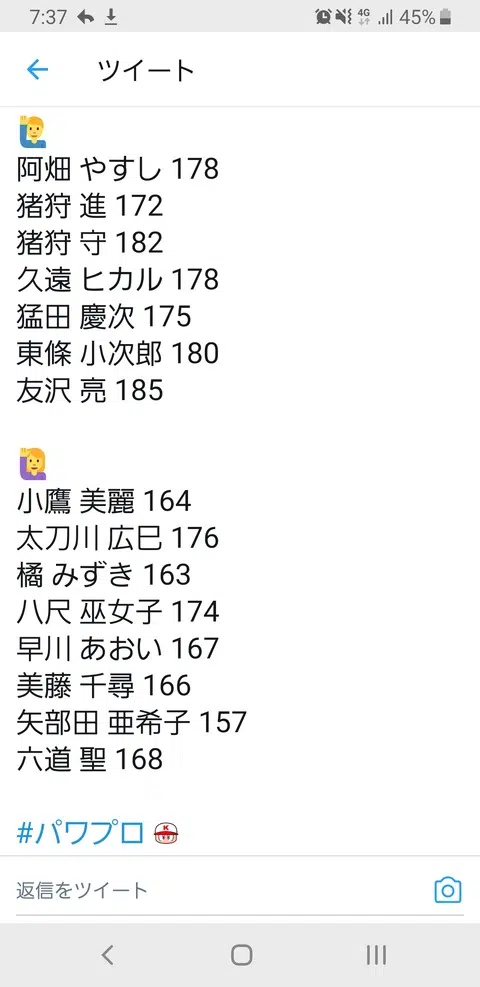 7:37
4G
45%
ツイート
🙋‍♂️
阿畑 やすし 178
猪狩 進 172
猪狩 守 182
久遠 ヒカル 178
猛田 慶次 175
東條 小次郎 180
友沢 亮 185
🙋‍♀️
小鷹 美麗 164
太刀川 広巳 176
橘 みずき 163
八尺 巫女子 174
早川 あおい 167
美藤 千尋 166
矢部田 亜希子 157
六道 聖 168
#パワプロ
返信をツイート